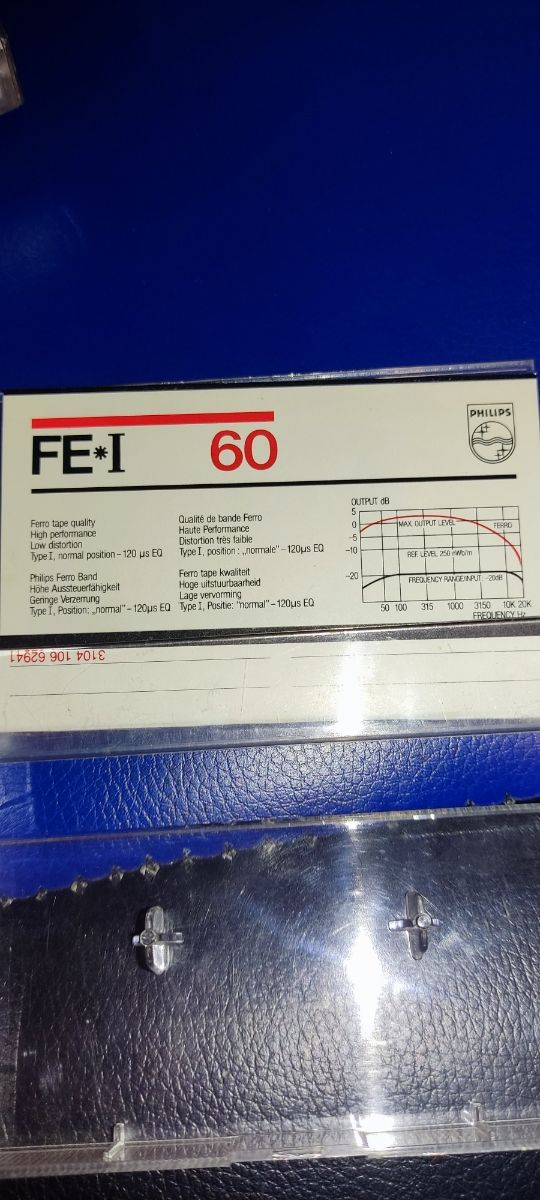 FE*I 60
PHILIPS
Ferro tape quality
High performance
Low distortion
Type I, normal position – 120 µs EQ
Qualité de bande Ferro
Haute Performance
Distortion très faible
Type I, position : „normale" – 120µs EQ
Philips Ferro Band
Höhe Aussteuerfähigkeit
Geringe Verzerrung
Type I, Position: „normal" – 120µs EQ
Ferro tape kwaliteit
Hoge uitstuurbaarheid
Lage vervorming
Type I, Positie: "normal" – 120µs EQ
OUTPUT dB
5
0
-5
-10
-20
MAX. OUTPUT LEVEL
FERRO
REF. LEVEL 250 nWb/m
FREQUENCY RANGE/INPUT: -20dB
50 100 315 1000 3150 10K 20K
FREQUENCY Hz
3104 106 62941